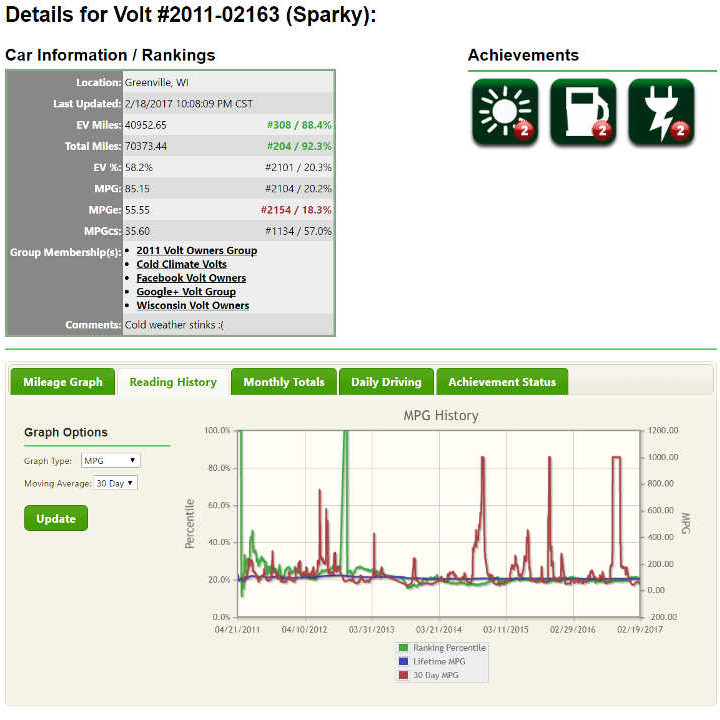 Details for Volt #2011-02163 (Sparky):
Car Information / Rankings
Achievements
Location: Greenville, WI
Last Updated: 2/18/2017 10:08:09 PM CST
EV Miles: 40952.65 #308 / 88.4%
Total Miles: 70373.44 #204 / 92.3%
EV %: 58.2% #2101 / 20.3%
MPG: 85.15 #2104 / 20.2%
MPGe: 55.55 #2154 / 18.3%
MPGcs: 35.60 #1134 / 57.0%
Group Membership(s): • 2011 Volt Owners Group
• Cold Climate Volts
• Facebook Volt Owners
• Google+ Volt Group
• Wisconsin Volt Owners
Comments: Cold weather stinks :(
2 2 2
Mileage Graph Reading History Monthly Totals Daily Driving Achievement Status
Graph Options
Graph Type: MPG
Moving Average: 30 Day
Update
MPG History
100.0% 1200.00
80.0% 1000.00
60.0% 800.00
40.0% 600.00
20.0% 400.00
0.0% 200.00
0.00
-200.00
Percentile
MPG
04/21/2011 04/10/2012 03/31/2013 03/21/2014 03/11/2015 02/29/2016 02/19/2017
Ranking Percentile
Lifetime MPG
30 Day MPG